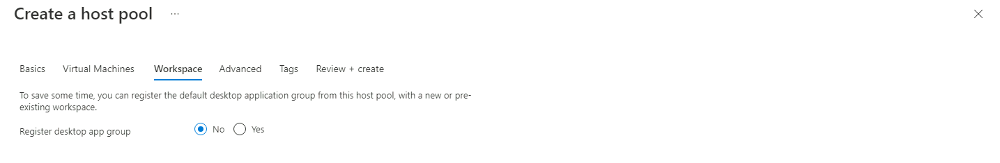 Create a host pool ...
Basics Virtual Machines Workspace Advanced Tags Review + create
To save some time, you can register the default desktop application group from this host pool, with a new or pre-
existing workspace.
Register desktop app group No Yes